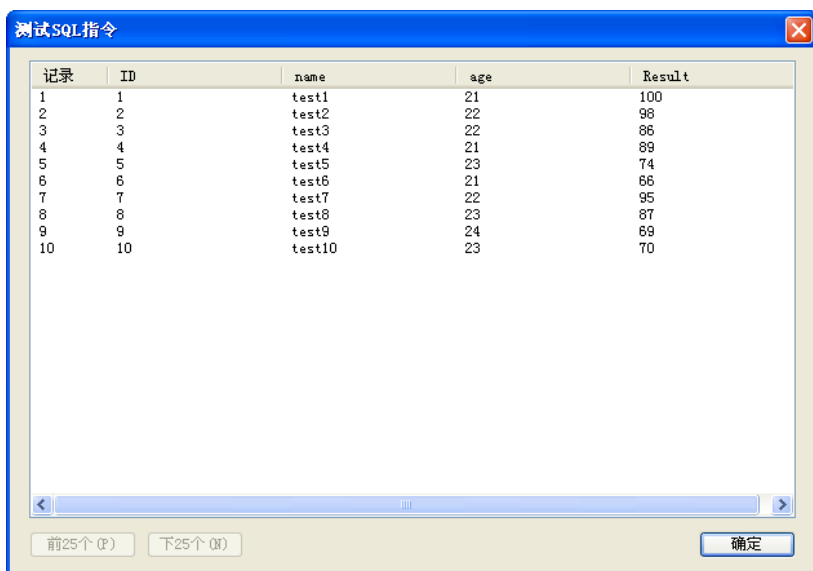 测试SQL指令
记录 ID name age Result
1 1 test1 21 100
2 2 test2 22 98
3 3 test3 22 86
4 4 test4 21 89
5 5 test5 23 74
6 6 test6 21 66
7 7 test7 22 95
8 8 test8 23 87
9 9 test9 24 69
10 10 test10 23 70
前25个(P) 下25个(N) 确定